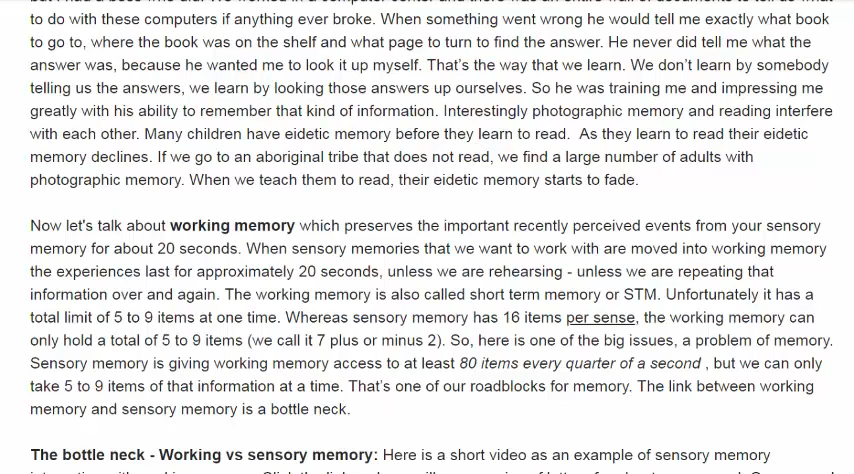 to do with these computers if anything ever broke. When something went wrong he would tell me exactly what book
to go to, where the book was on the shelf and what page to turn to find the answer. He never did tell me what the
answer was, because he wanted me to look it up myself. That's the way that we learn. We don't learn by somebody
telling us the answers, we learn by looking those answers up ourselves. So he was training me and impressing me
greatly with his ability to remember that kind of information. Interestingly photographic memory and reading interfere
with each other. Many children have eidetic memory before they learn to read.  As they learn to read their eidetic
memory declines. If we go to an aboriginal tribe that does not read, we find a large number of adults with
photographic memory. When we teach them to read, their eidetic memory starts to fade.
Now let's talk about working memory which preserves the important recently perceived events from your sensory
memory for about 20 seconds. When sensory memories that we want to work with are moved into working memory
the experiences last for approximately 20 seconds, unless we are rehearsing - unless we are repeating that
information over and again. The working memory is also called short term memory or STM. Unfortunately it has a
total limit of 5 to 9 items at one time. Whereas sensory memory has 16 items per sense, the working memory can
only hold a total of 5 to 9 items (we call it 7 plus or minus 2). So, here is one of the big issues, a problem of memory.
Sensory memory is giving working memory access to at least 80 items every quarter of a second , but we can only
take 5 to 9 items of that information at a time. That's one of our roadblocks for memory. The link between working
memory and sensory memory is a bottle neck.
The bottle neck - Working vs sensory memory: Here is a short video as an example of sensory memory